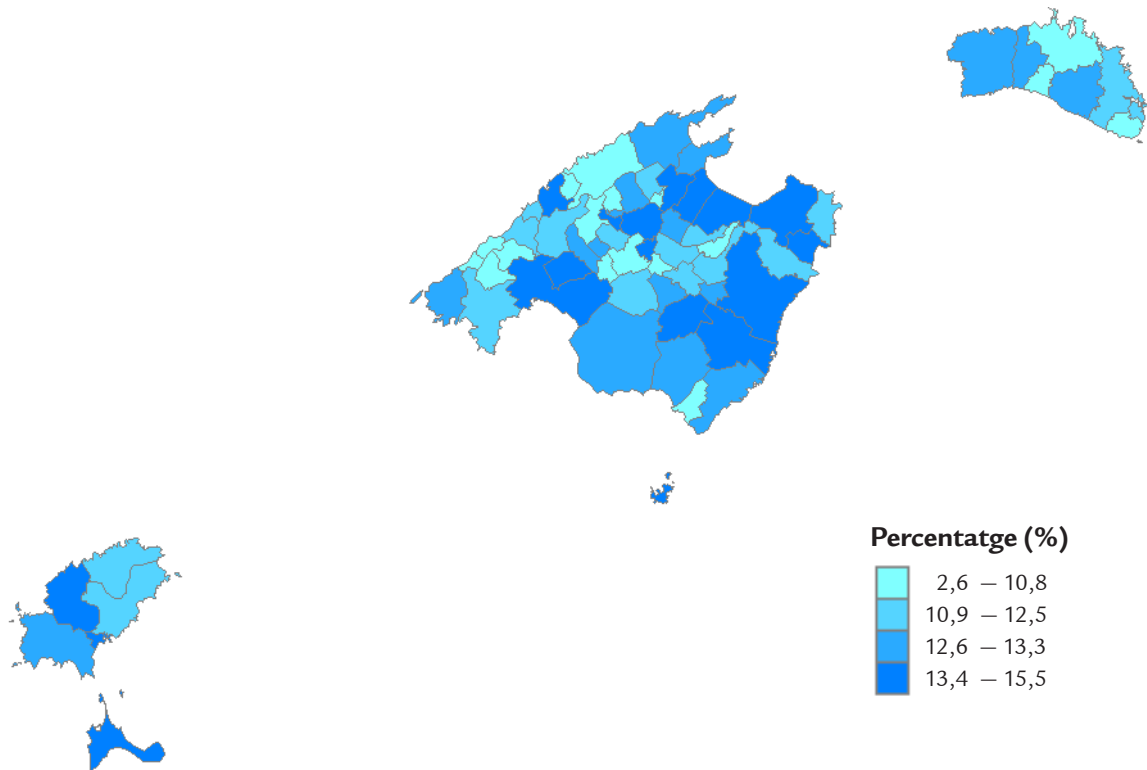 Percentatge (%)
2,6 – 10,8
10,9 – 12,5
12,6 – 13,3
13,4 – 15,5